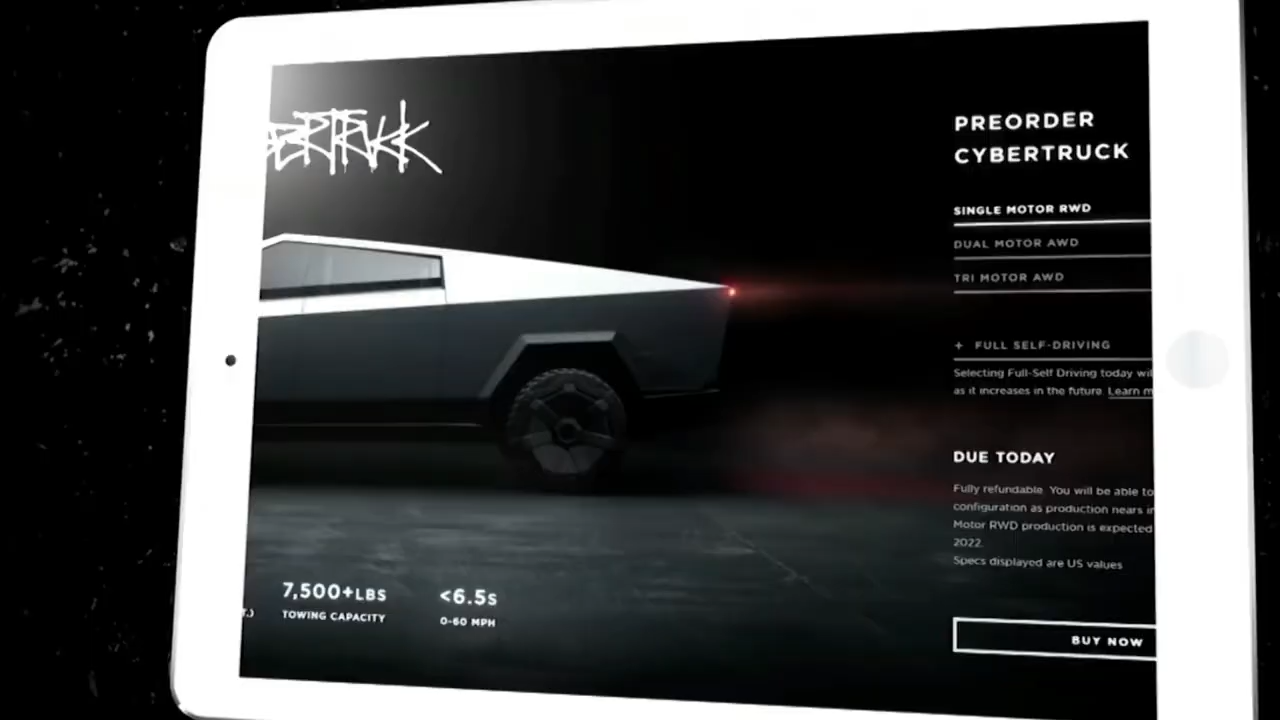 PREORDER
CYBERTRUCK
SINGLE MOTOR RWD
DUAL MOTOR AWD
TRI MOTOR AWD
+ FULL SELF-DRIVING
Selecting Full-Self Driving today wil
as it increases in the future. Learn m
DUE TODAY
Fully refundable. You will be able to
configuration as production nears in
Motor RWD production is expected
2022.
Specs displayed are US values
7,500+LBS
<6.5S
T.)
TOWING CAPACITY
0-60 MPH
BUY NOW